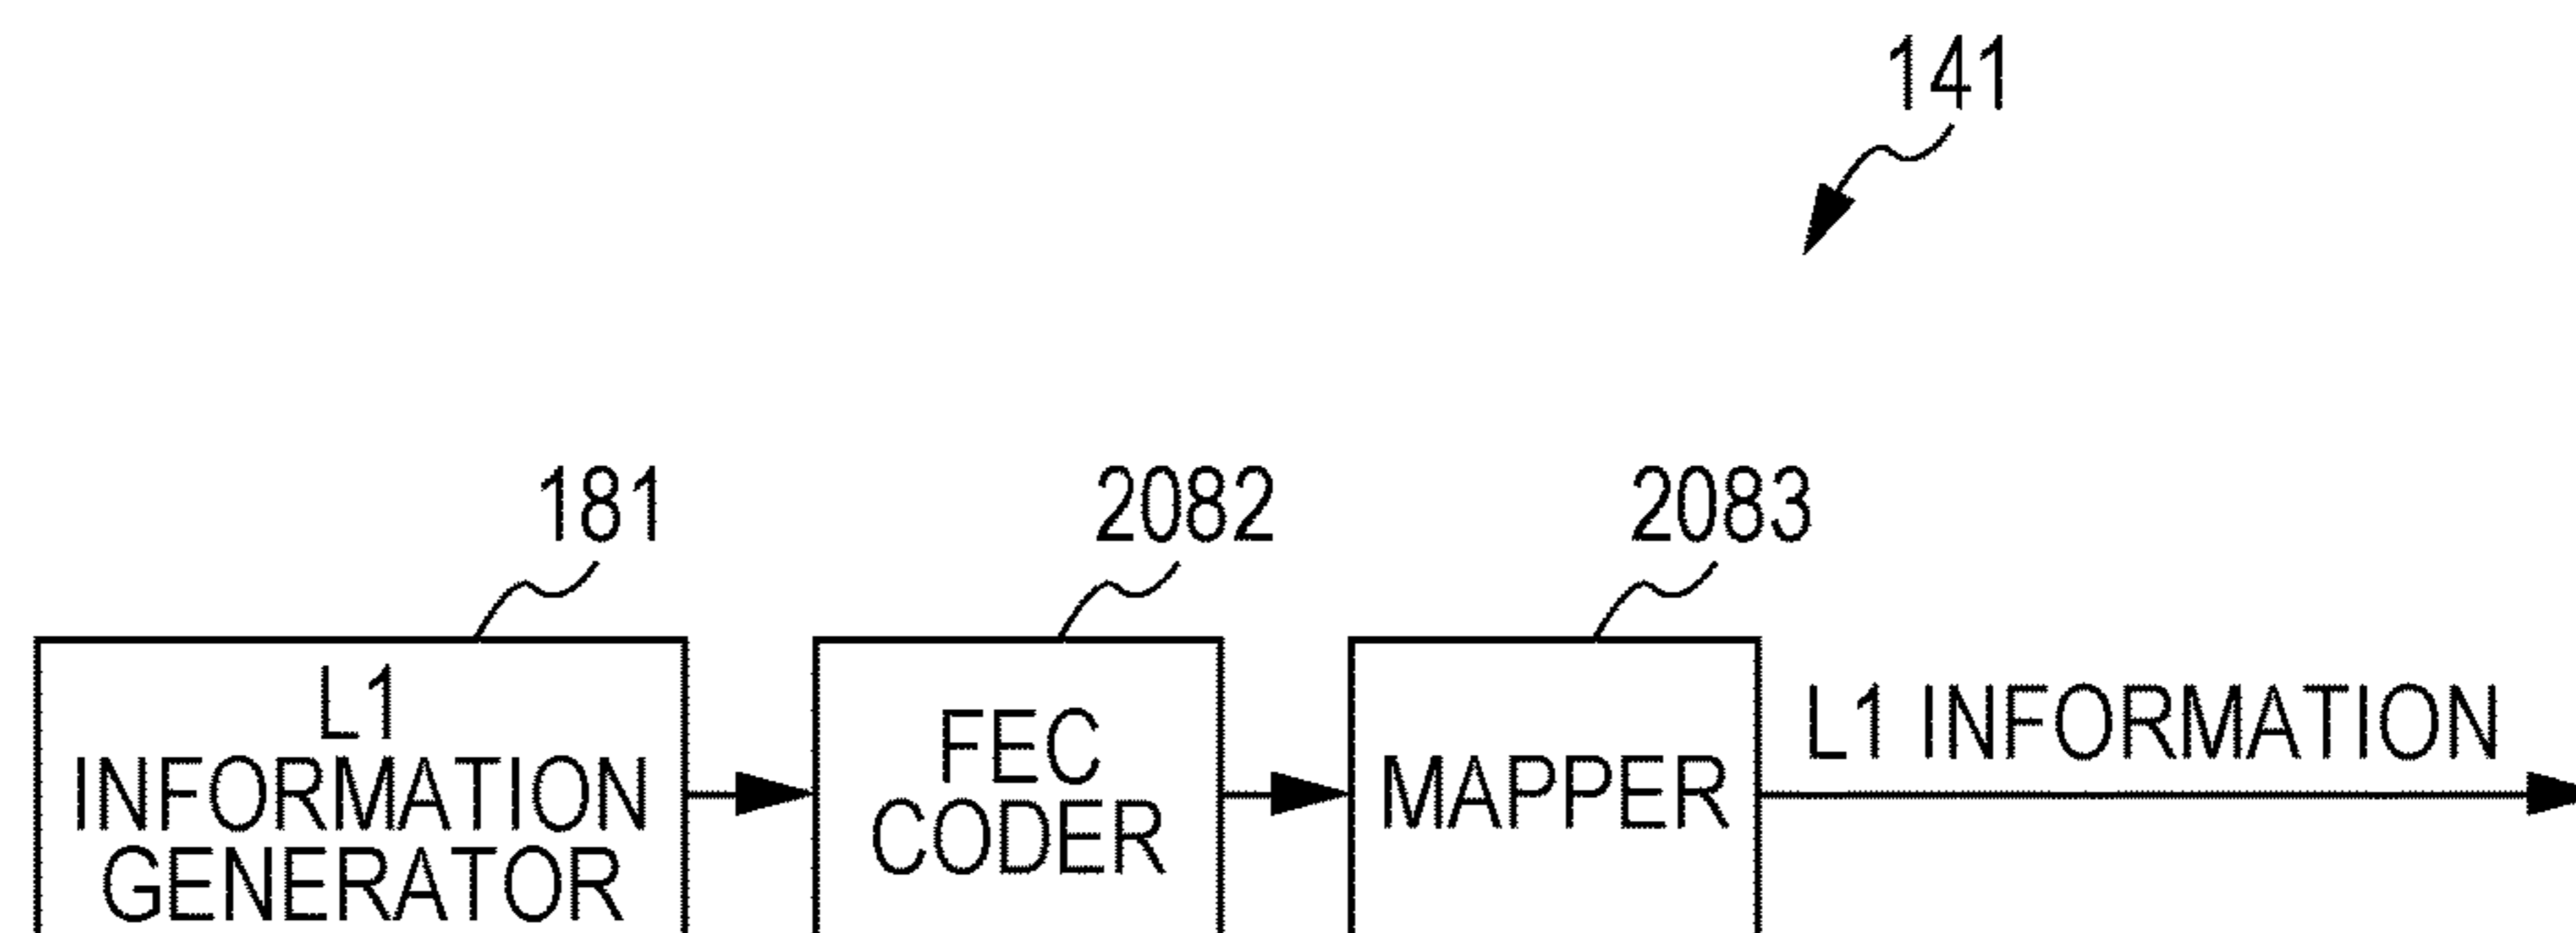 141
181
2082
2083
L1
INFORMATION
GENERATOR
FEC
CODER
MAPPER
L1 INFORMATION